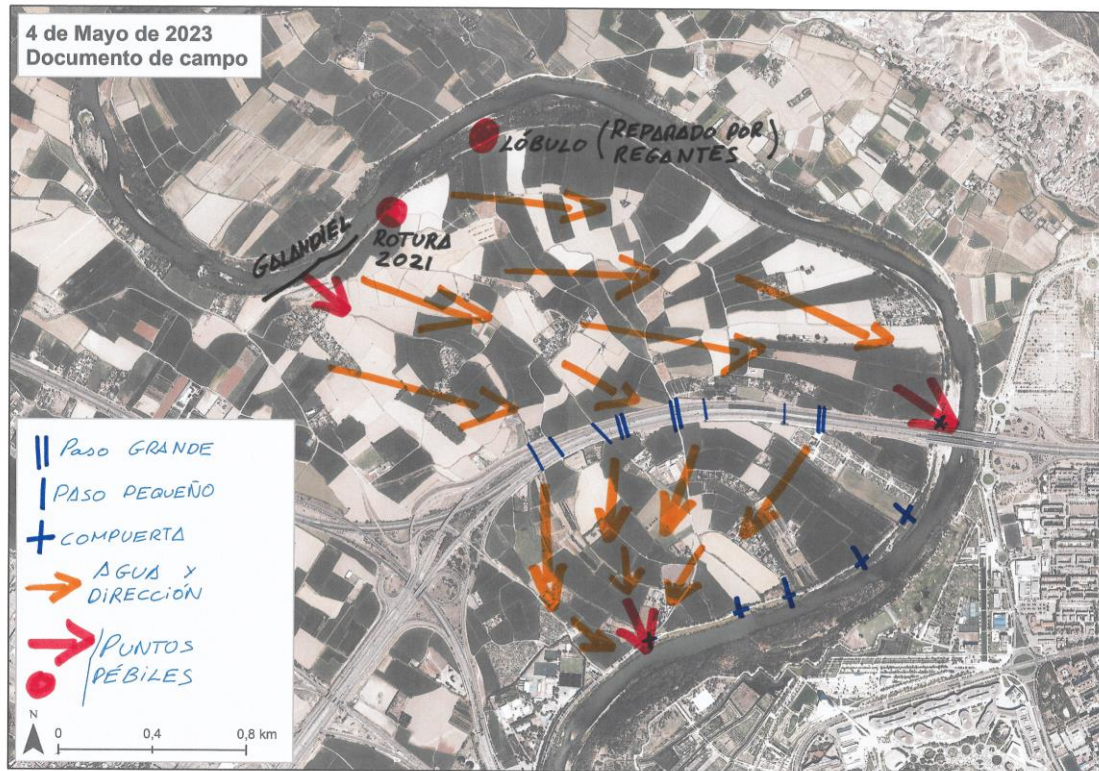 4 de Mayo de 2023
Documento de campo
LÓBULO (REPARADO POR REGANTES)
GALANDIEL
ROTURA
2021
PASO GRANDE
PASO PEQUEÑO
COMPUERTA
AGUA Y
DIRECCIÓN
PUNTOS
DÉBILES
N
0 0,4 0,8 km